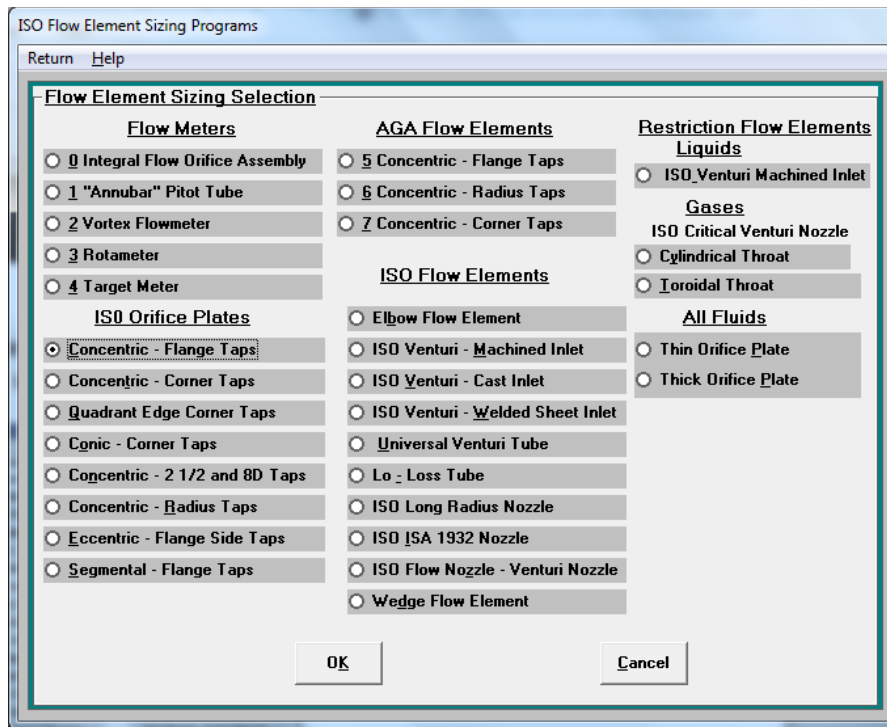 ISO Flow Element Sizing Programs
Return Help
Flow Element Sizing Selection
Flow Meters
0 Integral Flow Orifice Assembly
1 "Annubar" Pitot Tube
2 Vortex Flowmeter
3 Rotameter
4 Target Meter
IS0 Orifice Plates
Concentric - Flange Taps
Concentric - Corner Taps
Quadrant Edge Corner Taps
Conic - Corner Taps
Concentric - 2 1/2 and 8D Taps
Concentric - Radius Taps
Eccentric - Flange Side Taps
Segmental - Flange Taps
AGA Flow Elements
5 Concentric - Flange Taps
6 Concentric - Radius Taps
7 Concentric - Corner Taps
ISO Flow Elements
Elbow Flow Element
ISO Venturi - Machined Inlet
ISO Venturi - Cast Inlet
ISO Venturi - Welded Sheet Inlet
Universal Venturi Tube
Lo - Loss Tube
ISO Long Radius Nozzle
ISO ISA 1932 Nozzle
ISO Flow Nozzle - Venturi Nozzle
Wedge Flow Element
Restriction Flow Elements
Liquids
ISO Venturi Machined Inlet
Gases
ISO Critical Venturi Nozzle
Cylindrical Throat
Toroidal Throat
All Fluids
Thin Orifice Plate
Thick Orifice Plate
OK
Cancel